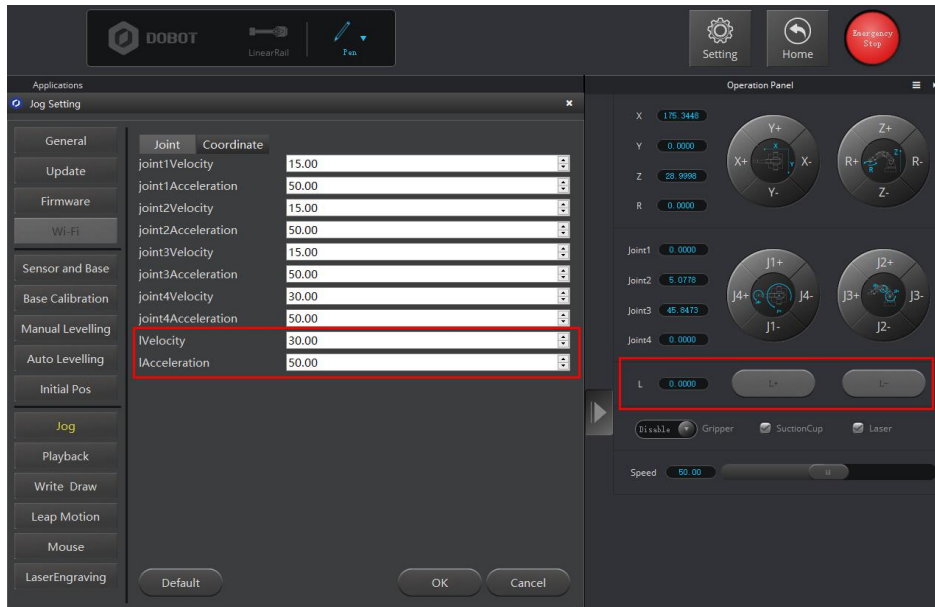 DOBOT
LinearRail
Pen
Setting
Home
Emergency
Stop
Applications
Operation Panel
Jog Setting
General
Update
Firmware
Wi-Fi
Sensor and Base
Base Calibration
Manual Levelling
Auto Levelling
Initial Pos
Jog
Playback
Write Draw
Leap Motion
Mouse
LaserEngraving
Joint Coordinate
joint1Velocity 15.00
joint1Acceleration 50.00
joint2Velocity 15.00
joint2Acceleration 50.00
joint3Velocity 15.00
joint3Acceleration 50.00
joint4Velocity 30.00
joint4Acceleration 50.00
lVelocity 30.00
lAcceleration 50.00
Default OK Cancel
X 175.3448
Y 0.0000
Z 28.9998
R 0.0000
Y+
X+ X Y X-
Y-
Z+
R+ Z+ R R-
Z-
Joint1 0.0000
Joint2 5.0778
Joint3 45.8473
Joint4 0.0000
J1+
J4+ J4-
J1-
J2+
J3+ J3-
J2-
L 0.0000 L+ L-
Disable Gripper SuctionCup Laser
Speed 50.00